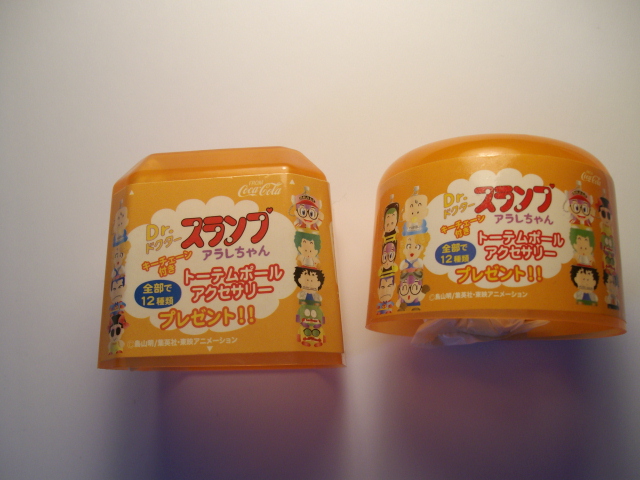 ENJOY
Coca-Cola
Dr.
ドクター
スランプ
アラレちゃん
キーチェーン
付き
全部で
12種類
トーテムポール
アクセサリー
プレゼント!!
©鳥山明/集英社・東映アニメーション
Coca-Cola
Dr.
ドクター
スランプ
アラレちゃん
キーチェーン
付き
全部で
12種類
トーテムポール
アクセサリー
プレゼント!!
©鳥山明/集英社・東映アニメーション